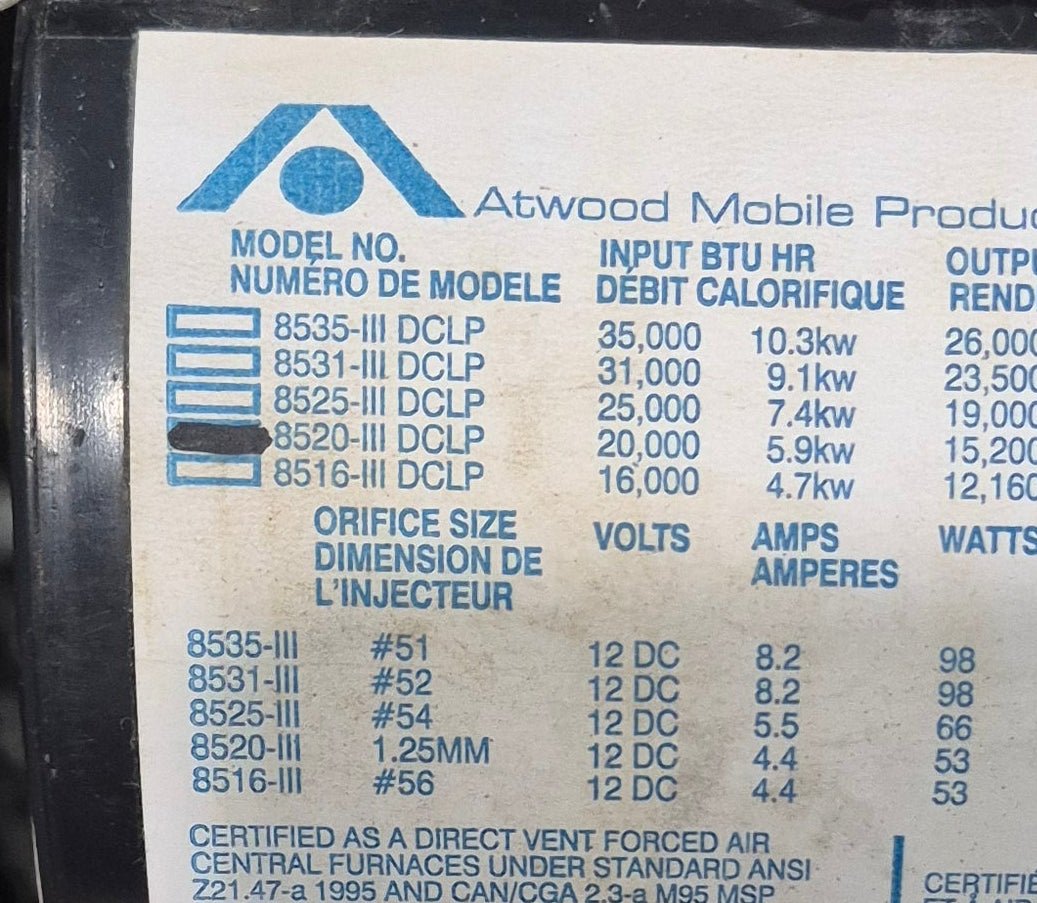 Atwood Mobile
MODEL NO. INPUT BTU HR
NUMÉRO DE MODELE DÉBIT CALORIFIQUE
8535-III DCLP 35,000 10.3kw
8531-III DCLP 31,000 9.1kw 23,500
8525-III DCLP 25,000 7.4kw 19,000
8520-III DCLP 20,000 5.9kw 15,200
8516-III DCLP 16,000 4.7kw 12,160
ORIFICE SIZE VOLTS AMPS WATTS
DIMENSION DE AMPERES
L'INJECTEUR
8535-III #51 12 DC 8.2 98
8531-III #52 12 DC 8.2 98
8525-III #54 12 DC 5.5 66
8520-III 1.25MM 12 DC 4.4 53
8516-III #56 12 DC 4.4 53
CERTIFIED AS A DIRECT VENT FORCED AIR
CENTRAL FURNACES UNDER STANDARD ANSI
Z21.47-a 1995 AND CAN/CGA 2.3-a M95 MSP